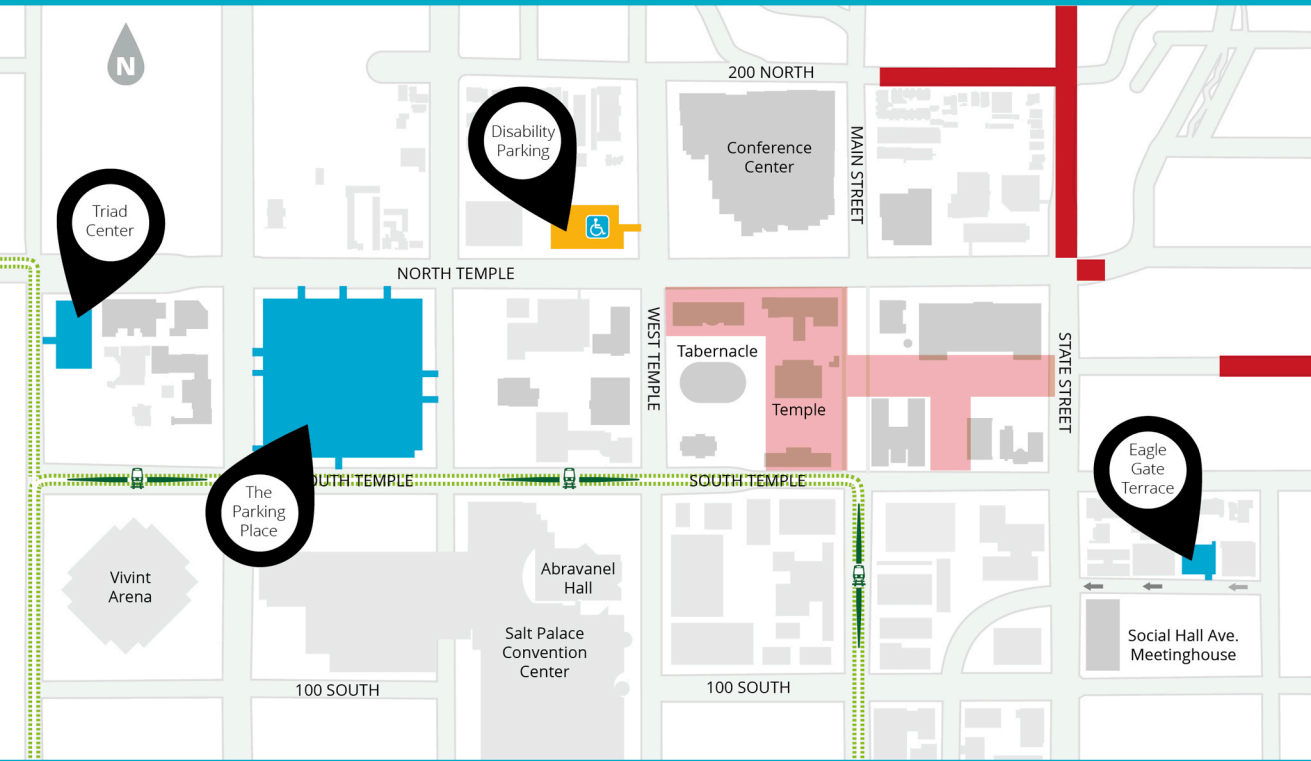 N
200 NORTH
Disability
Parking
Conference
Center
MAIN STREET
Triad
Center
NORTH TEMPLE
WEST TEMPLE
Tabernacle
Temple
STATE STREET
The
Parking
Place
OUTH TEMPLE
SOUTH TEMPLE
Eagle
Gate
Terrace
Vivint
Arena
Abravanel
Hall
Salt Palace
Convention
Center
Social Hall Ave.
Meetinghouse
100 SOUTH
100 SOUTH